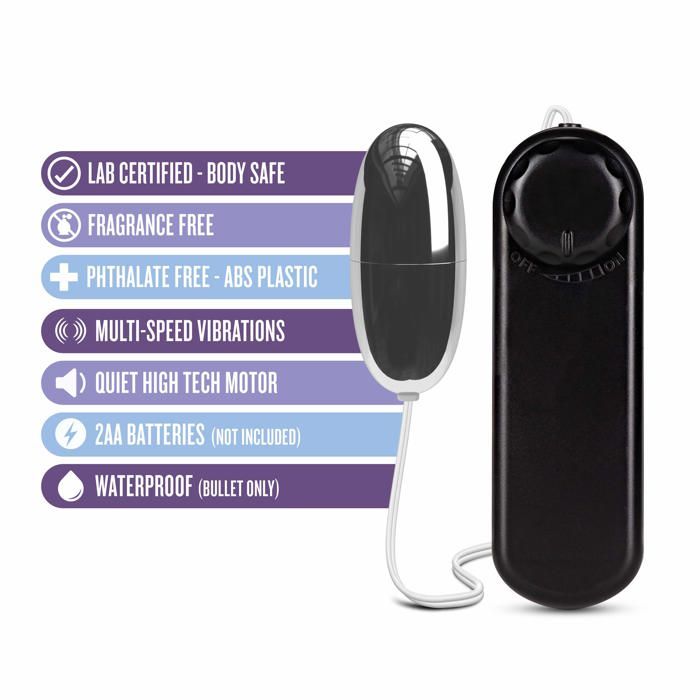 LAB CERTIFIED - BODY SAFE
FRAGRANCE FREE
PHTHALATE FREE - ABS PLASTIC
MULTI-SPEED VIBRATIONS
QUIET HIGH TECH MOTOR
2AA BATTERIES (NOT INCLUDED)
WATERPROOF (BULLET ONLY)
OFF ON